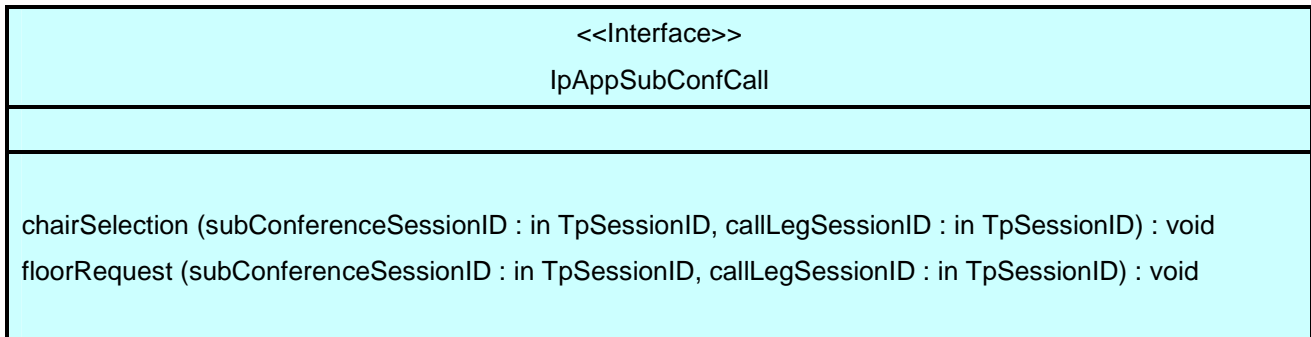 <<Interface>>
IpAppSubConfCall
chairSelection (subConferenceSessionID : in TpSessionID, callLegSessionID : in TpSessionID) : void
floorRequest (subConferenceSessionID : in TpSessionID, callLegSessionID : in TpSessionID) : void